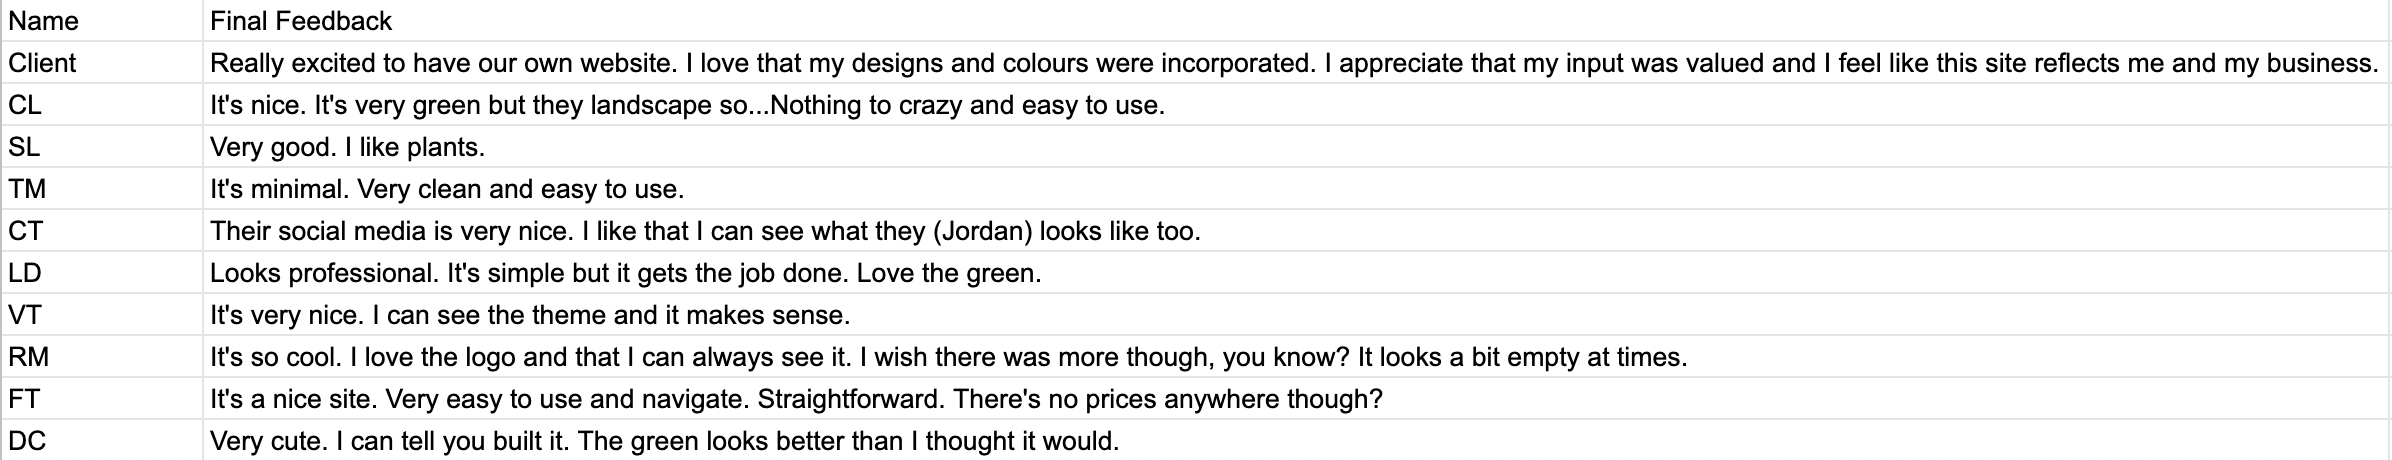 Name Final Feedback
Client Really excited to have our own website. I love that my designs and colours were incorporated. I appreciate that my input was valued and I feel like this site reflects me and my business.
CL It's nice. It's very green but they landscape so...Nothing to crazy and easy to use.
SL Very good. I like plants.
TM It's minimal. Very clean and easy to use.
CT Their social media is very nice. I like that I can see what they (Jordan) looks like too.
LD Looks professional. It's simple but it gets the job done. Love the green.
VT It's very nice. I can see the theme and it makes sense.
RM It's so cool. I love the logo and that I can always see it. I wish there was more though, you know? It looks a bit empty at times.
FT It's a nice site. Very easy to use and navigate. Straightforward. There's no prices anywhere though?
DC Very cute. I can tell you built it. The green looks better than I thought it would.